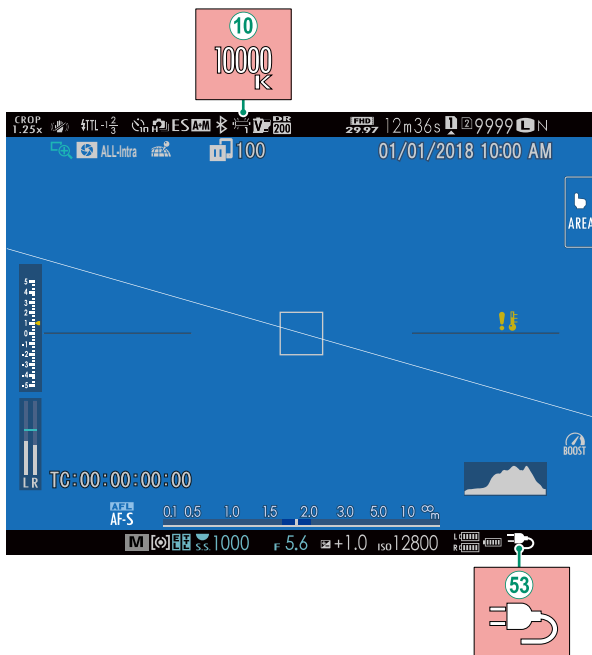 10
10000
K
CROP
1.25x
TTL -1 2/3
H
ES
A+M
V
DR
200
FHD
29.97
12m36s
1
2
9999
L
N
ALL-Intra
100
01/01/2018 10:00 AM
AREA
5
4
3
2
1
0
-1
-2
-3
-4
-5
!
BOOST
L R
TC:00:00:00:00
AFL
AF-S
0.1 0.5 1.0 1.5 2.0 3.0 5.0 10 ∞m
M
S.S. 1000
F 5.6
+1.0
ISO 12800
L
R
53